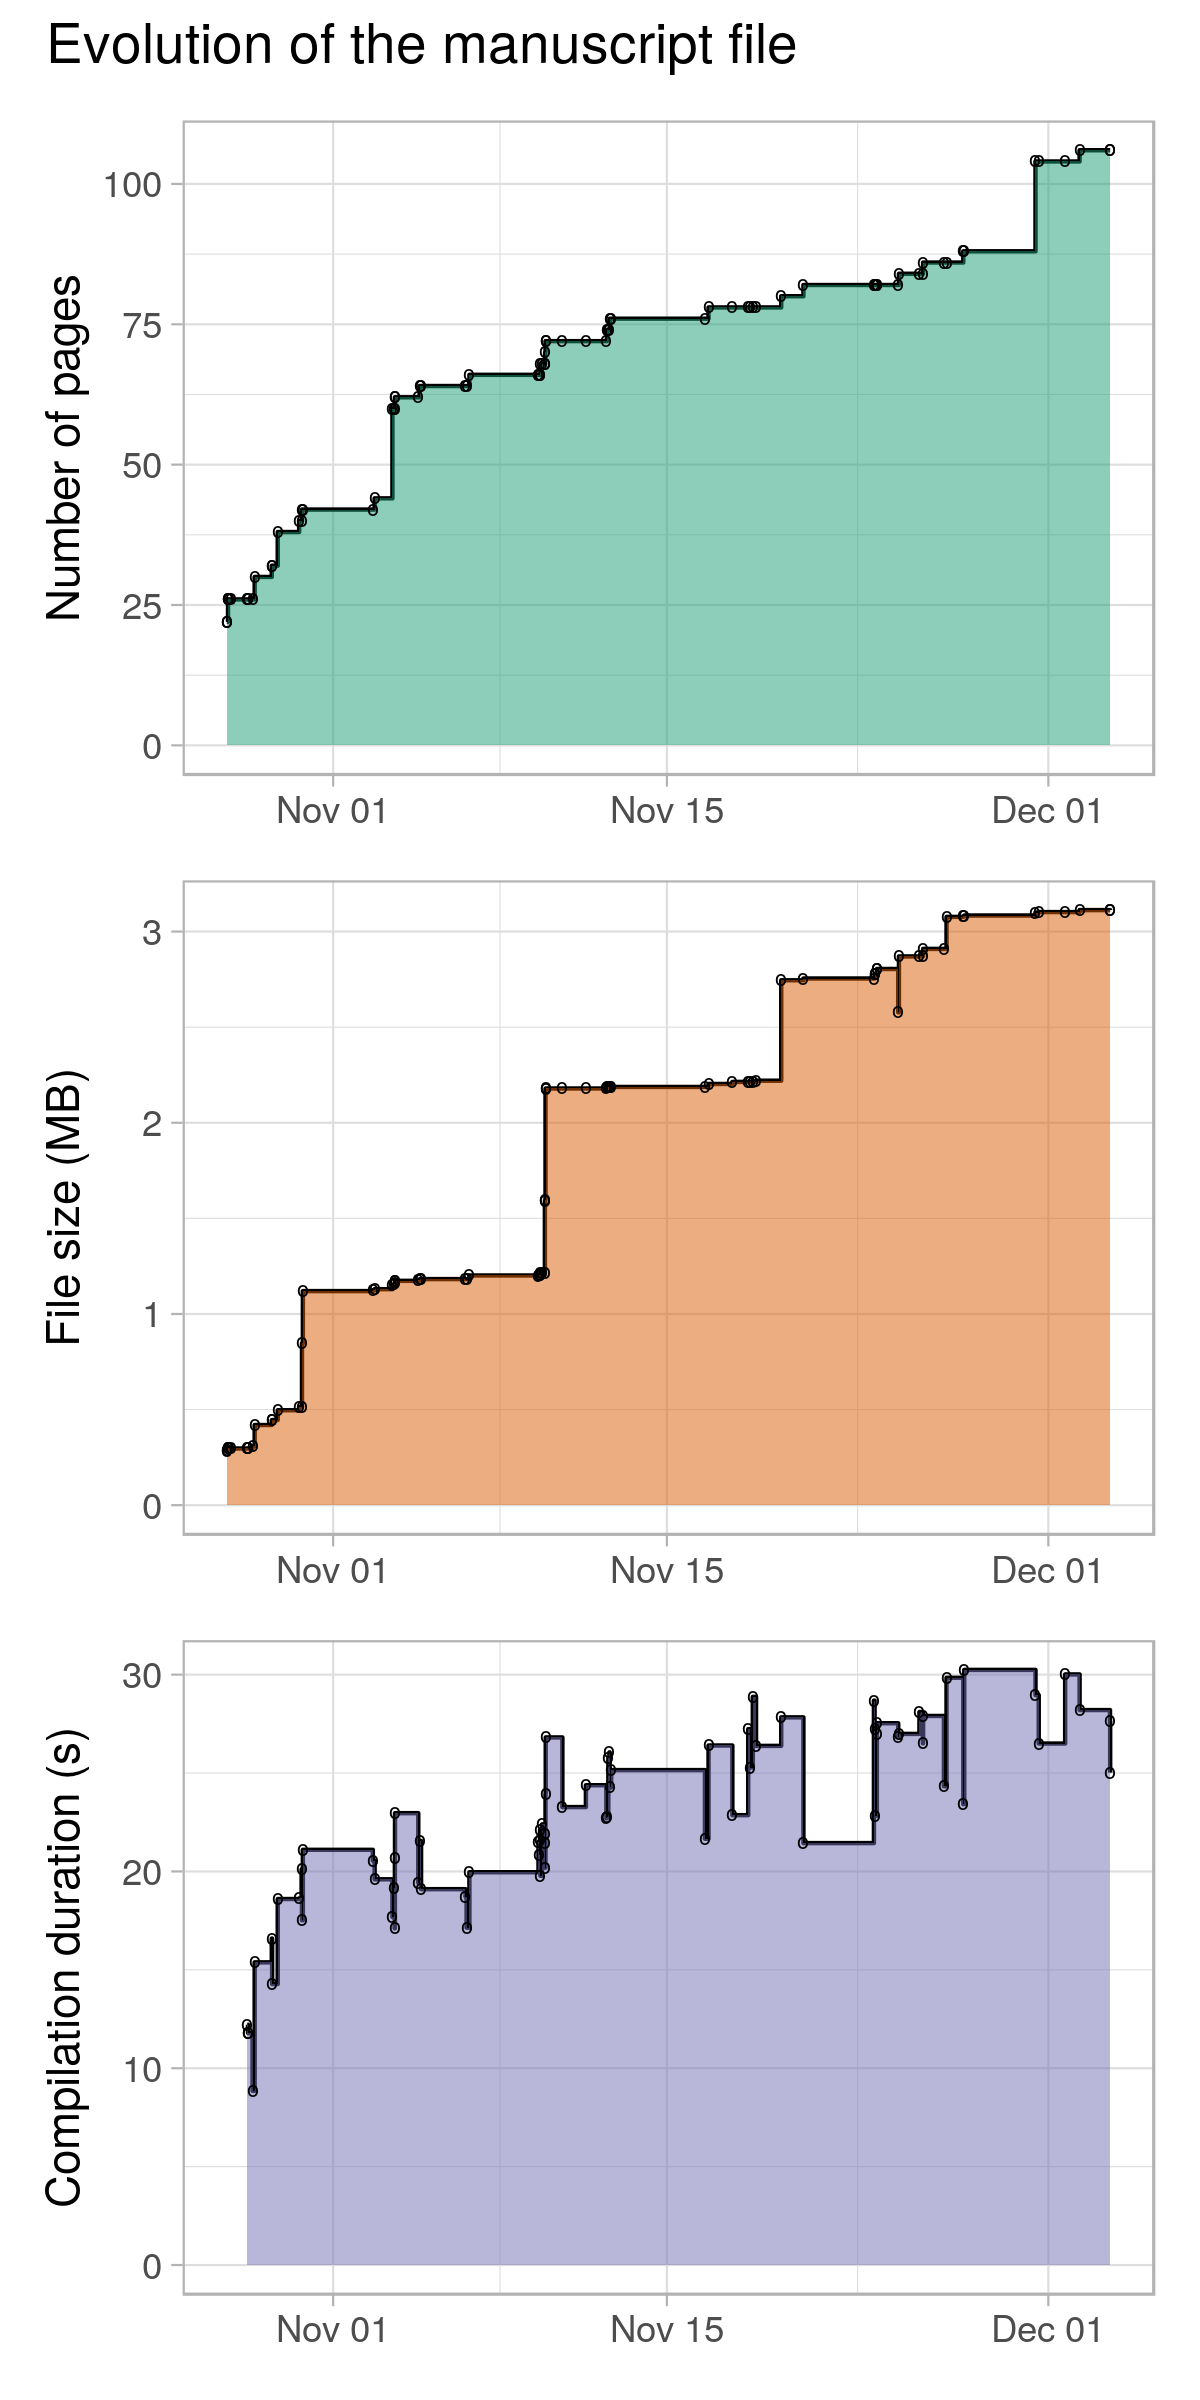 Evolution of the manuscript file
Number of pages
100
75
50
25
0
Nov 01 Nov 15 Dec 01
File size (MB)
3
2
1
0
Nov 01 Nov 15 Dec 01
Compilation duration (s)
30
20
10
0
Nov 01 Nov 15 Dec 01